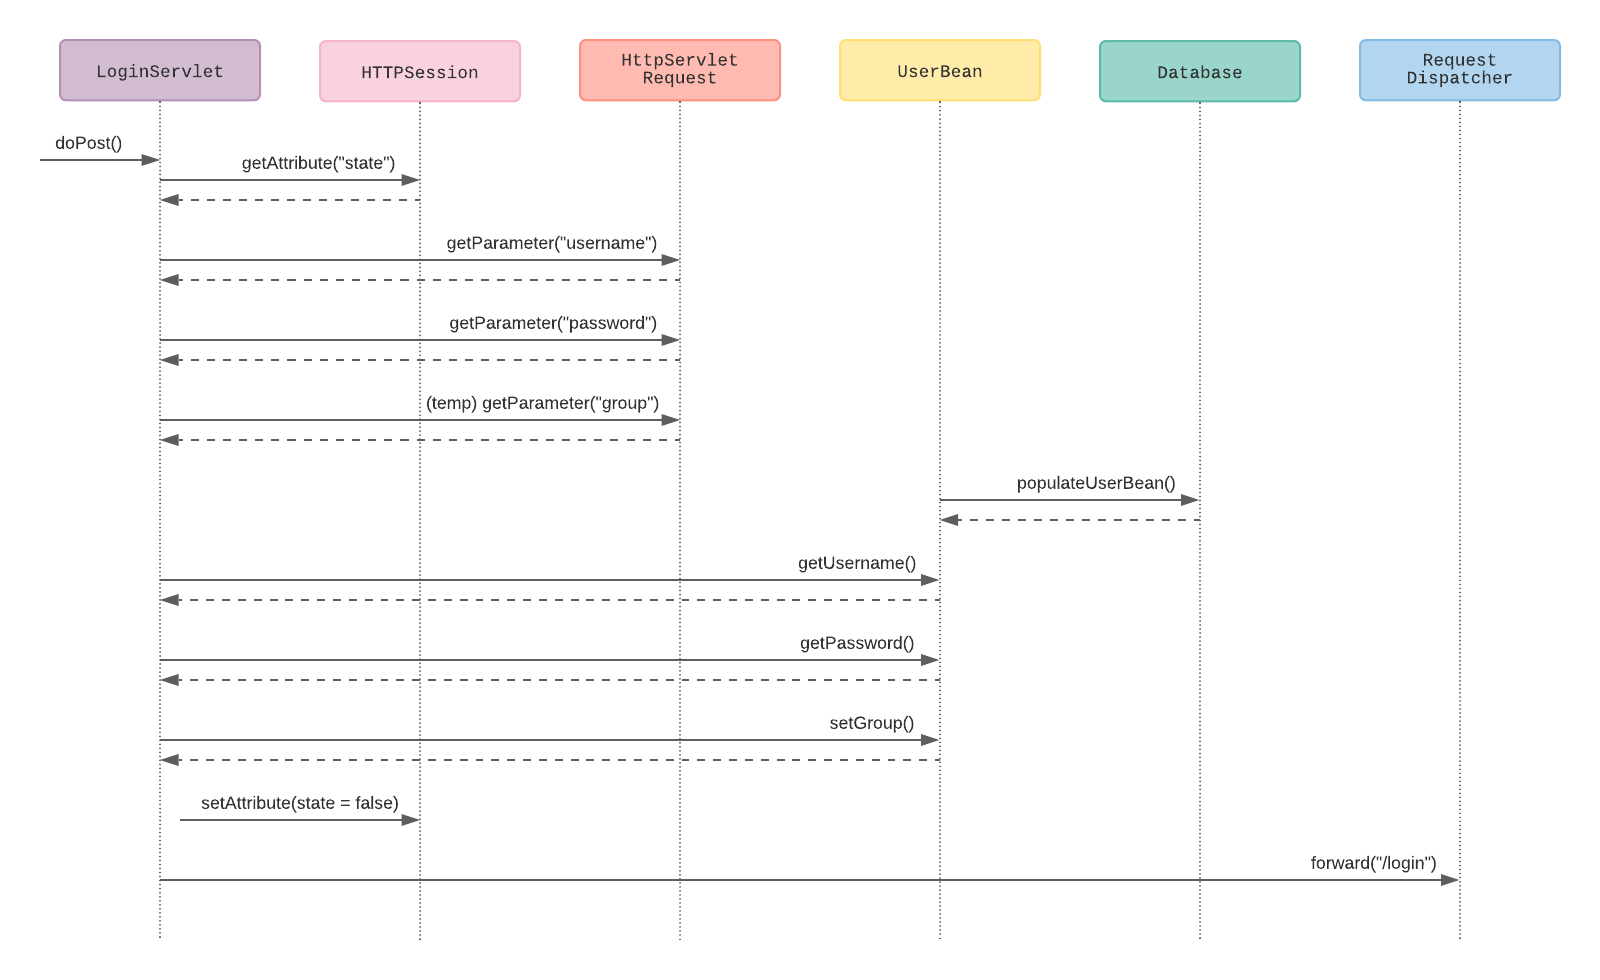 LoginServlet
HTTPSession
HttpServlet
Request
UserBean
Database
Request
Dispatcher
doPost()
getAttribute("state")
getParameter("username")
getParameter("password")
(temp) getParameter("group")
populateUserBean()
getUsername()
getPassword()
setGroup()
setAttribute(state = false)
forward("/login")